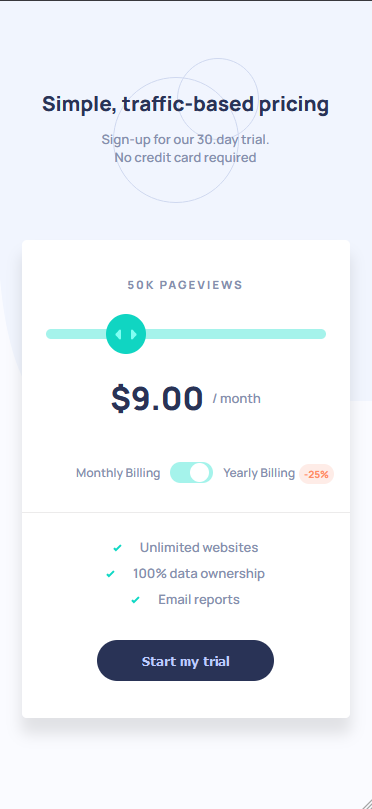 Simple, traffic-based pricing
Sign-up for our 30.day trial.
No credit card required
50K PAGEVIEWS
$9.00 / month
Monthly Billing Yearly Billing -25%
Unlimited websites
100% data ownership
Email reports
Start my trial